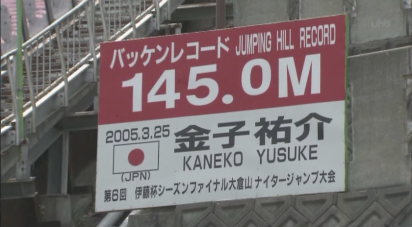 バッケンレコード JUMPING HILL RECORD
145.0M
2005.3.25
金子祐介
(JPN)
KANEKO YUSUKE
第6回 伊藤杯シーズンファイナル大倉山 ナイタージャンプ大会